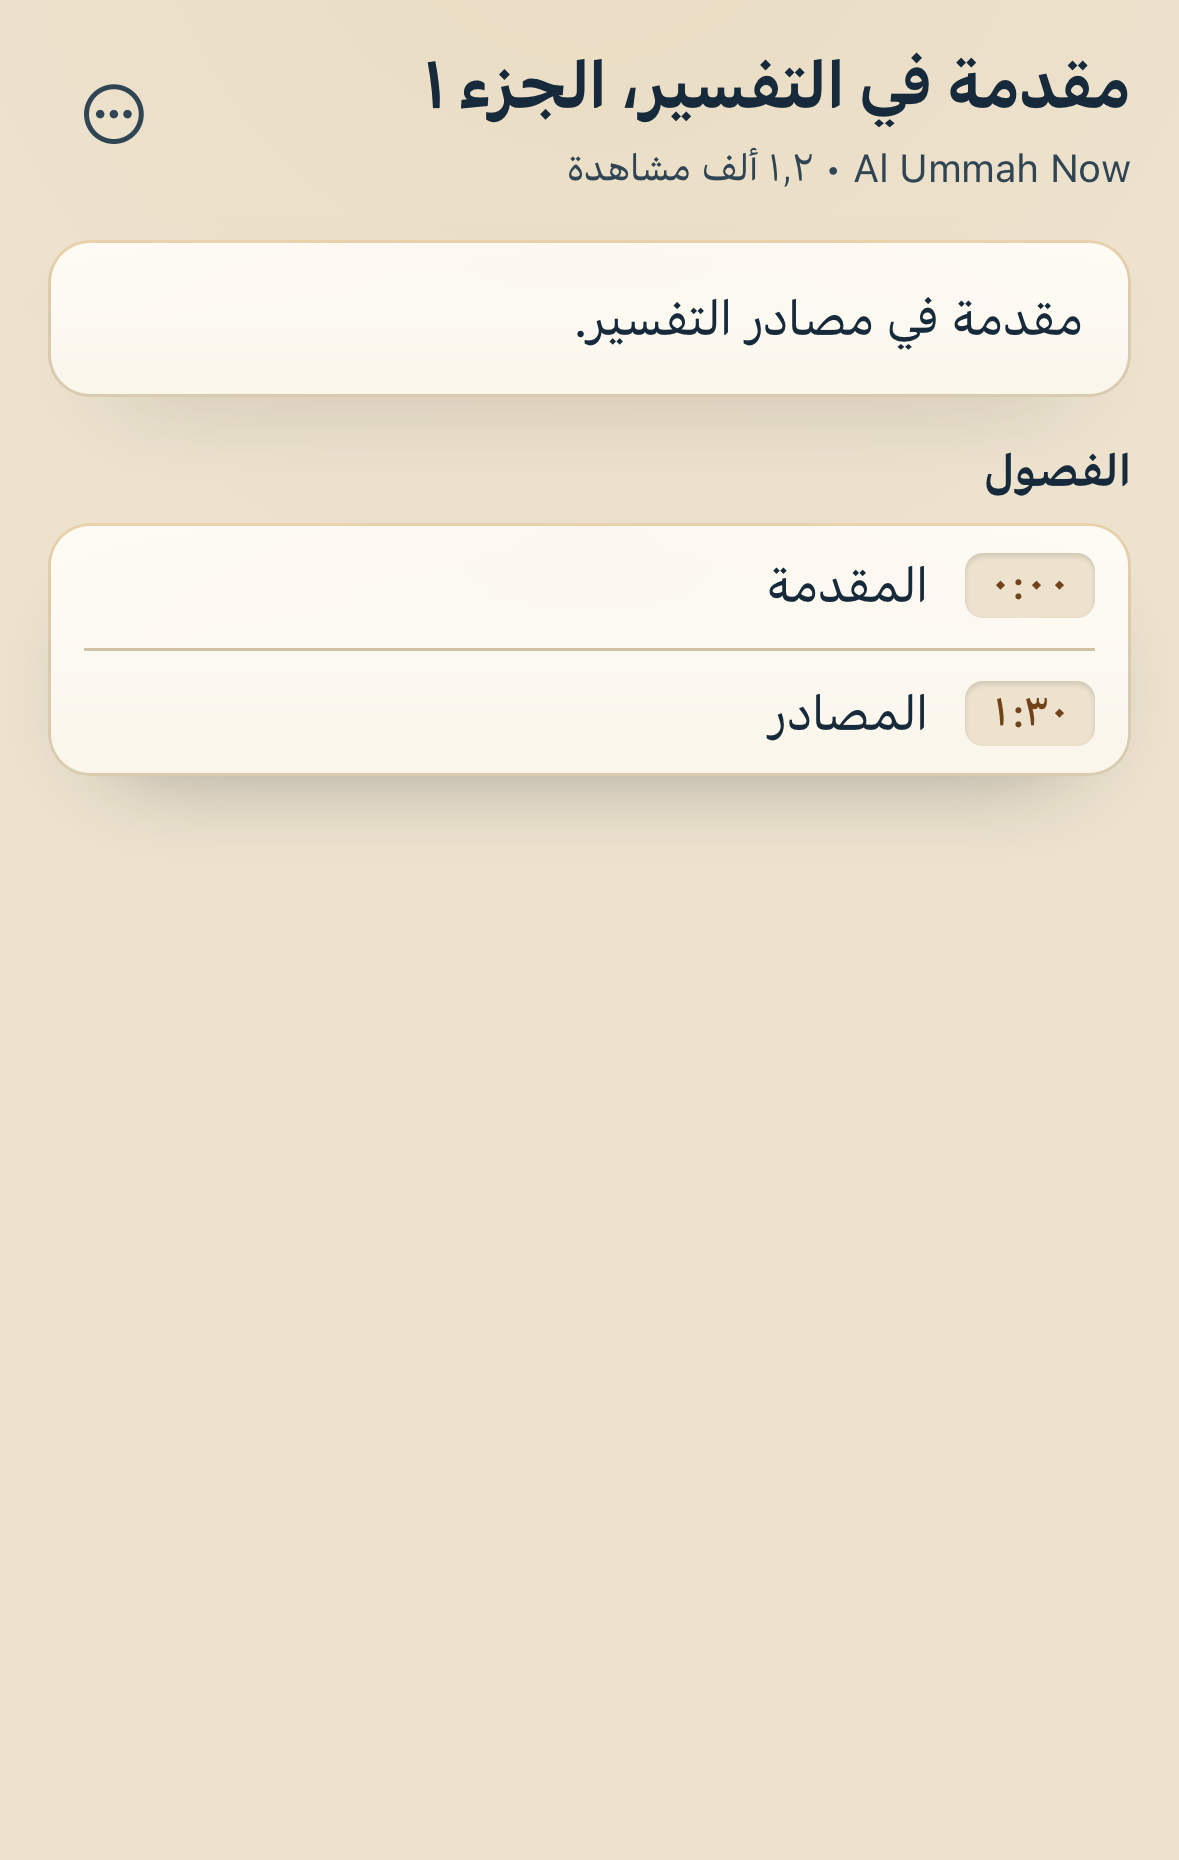 مقدمة في التفسير، الجزء ١
Al Ummah Now • ١,٢ ألف مشاهدة
مقدمة في مصادر التفسير.
الفصول
٠:٠٠ المقدمة
١:٣٠ المصادر